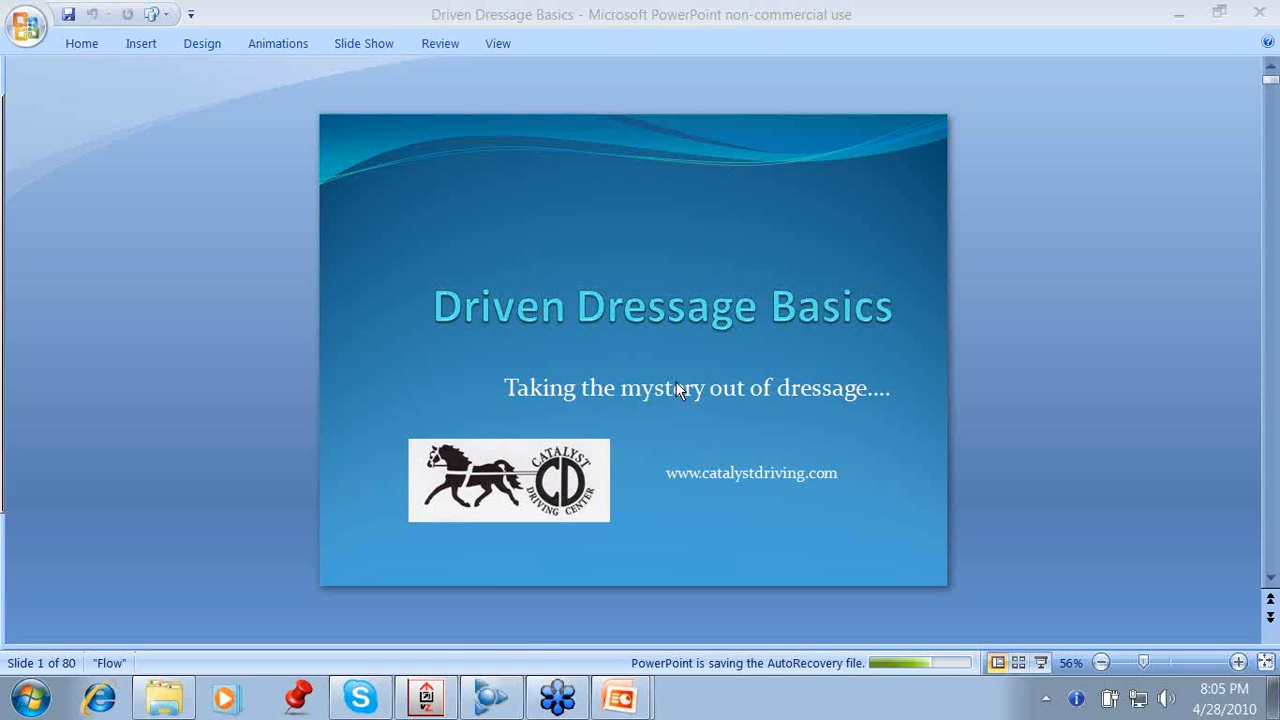 Driven Dressage Basics - Microsoft PowerPoint non-commercial use
Home Insert Design Animations Slide Show Review View
Driven Dressage Basics
Taking the mystery out of dressage....
CATALYST
CD
DRIVING CENTER
www.catalystdriving.com
Slide 1 of 80 "Flow" PowerPoint is saving the AutoRecovery file. 56%
8:05 PM
4/28/2010